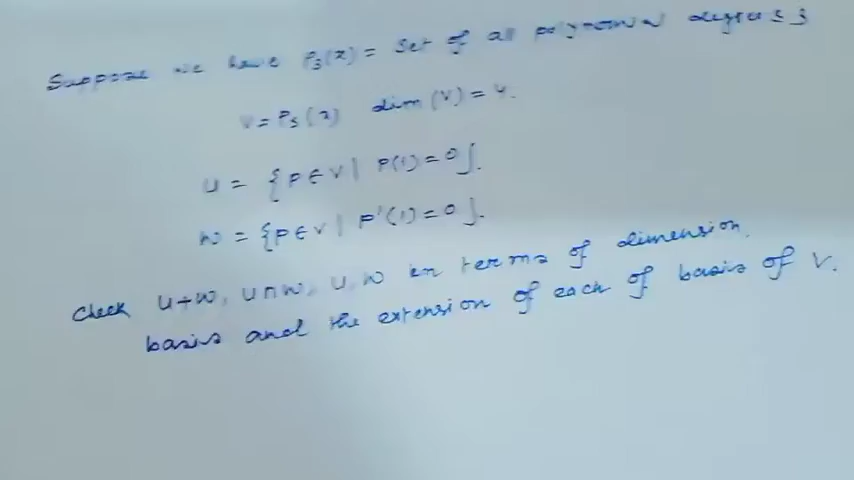 Suppose we have P₃(x) = Set of all polynomial degree ≤ 3
V = P₃(x) dim(V) = 4.
U = {P ∈ V | P(1) = 0}.
W = {P ∈ V | P'(1) = 0}.
Check U+W, U∩W, U, W in terms of dimension.
basis and the extension of each of basis of V.